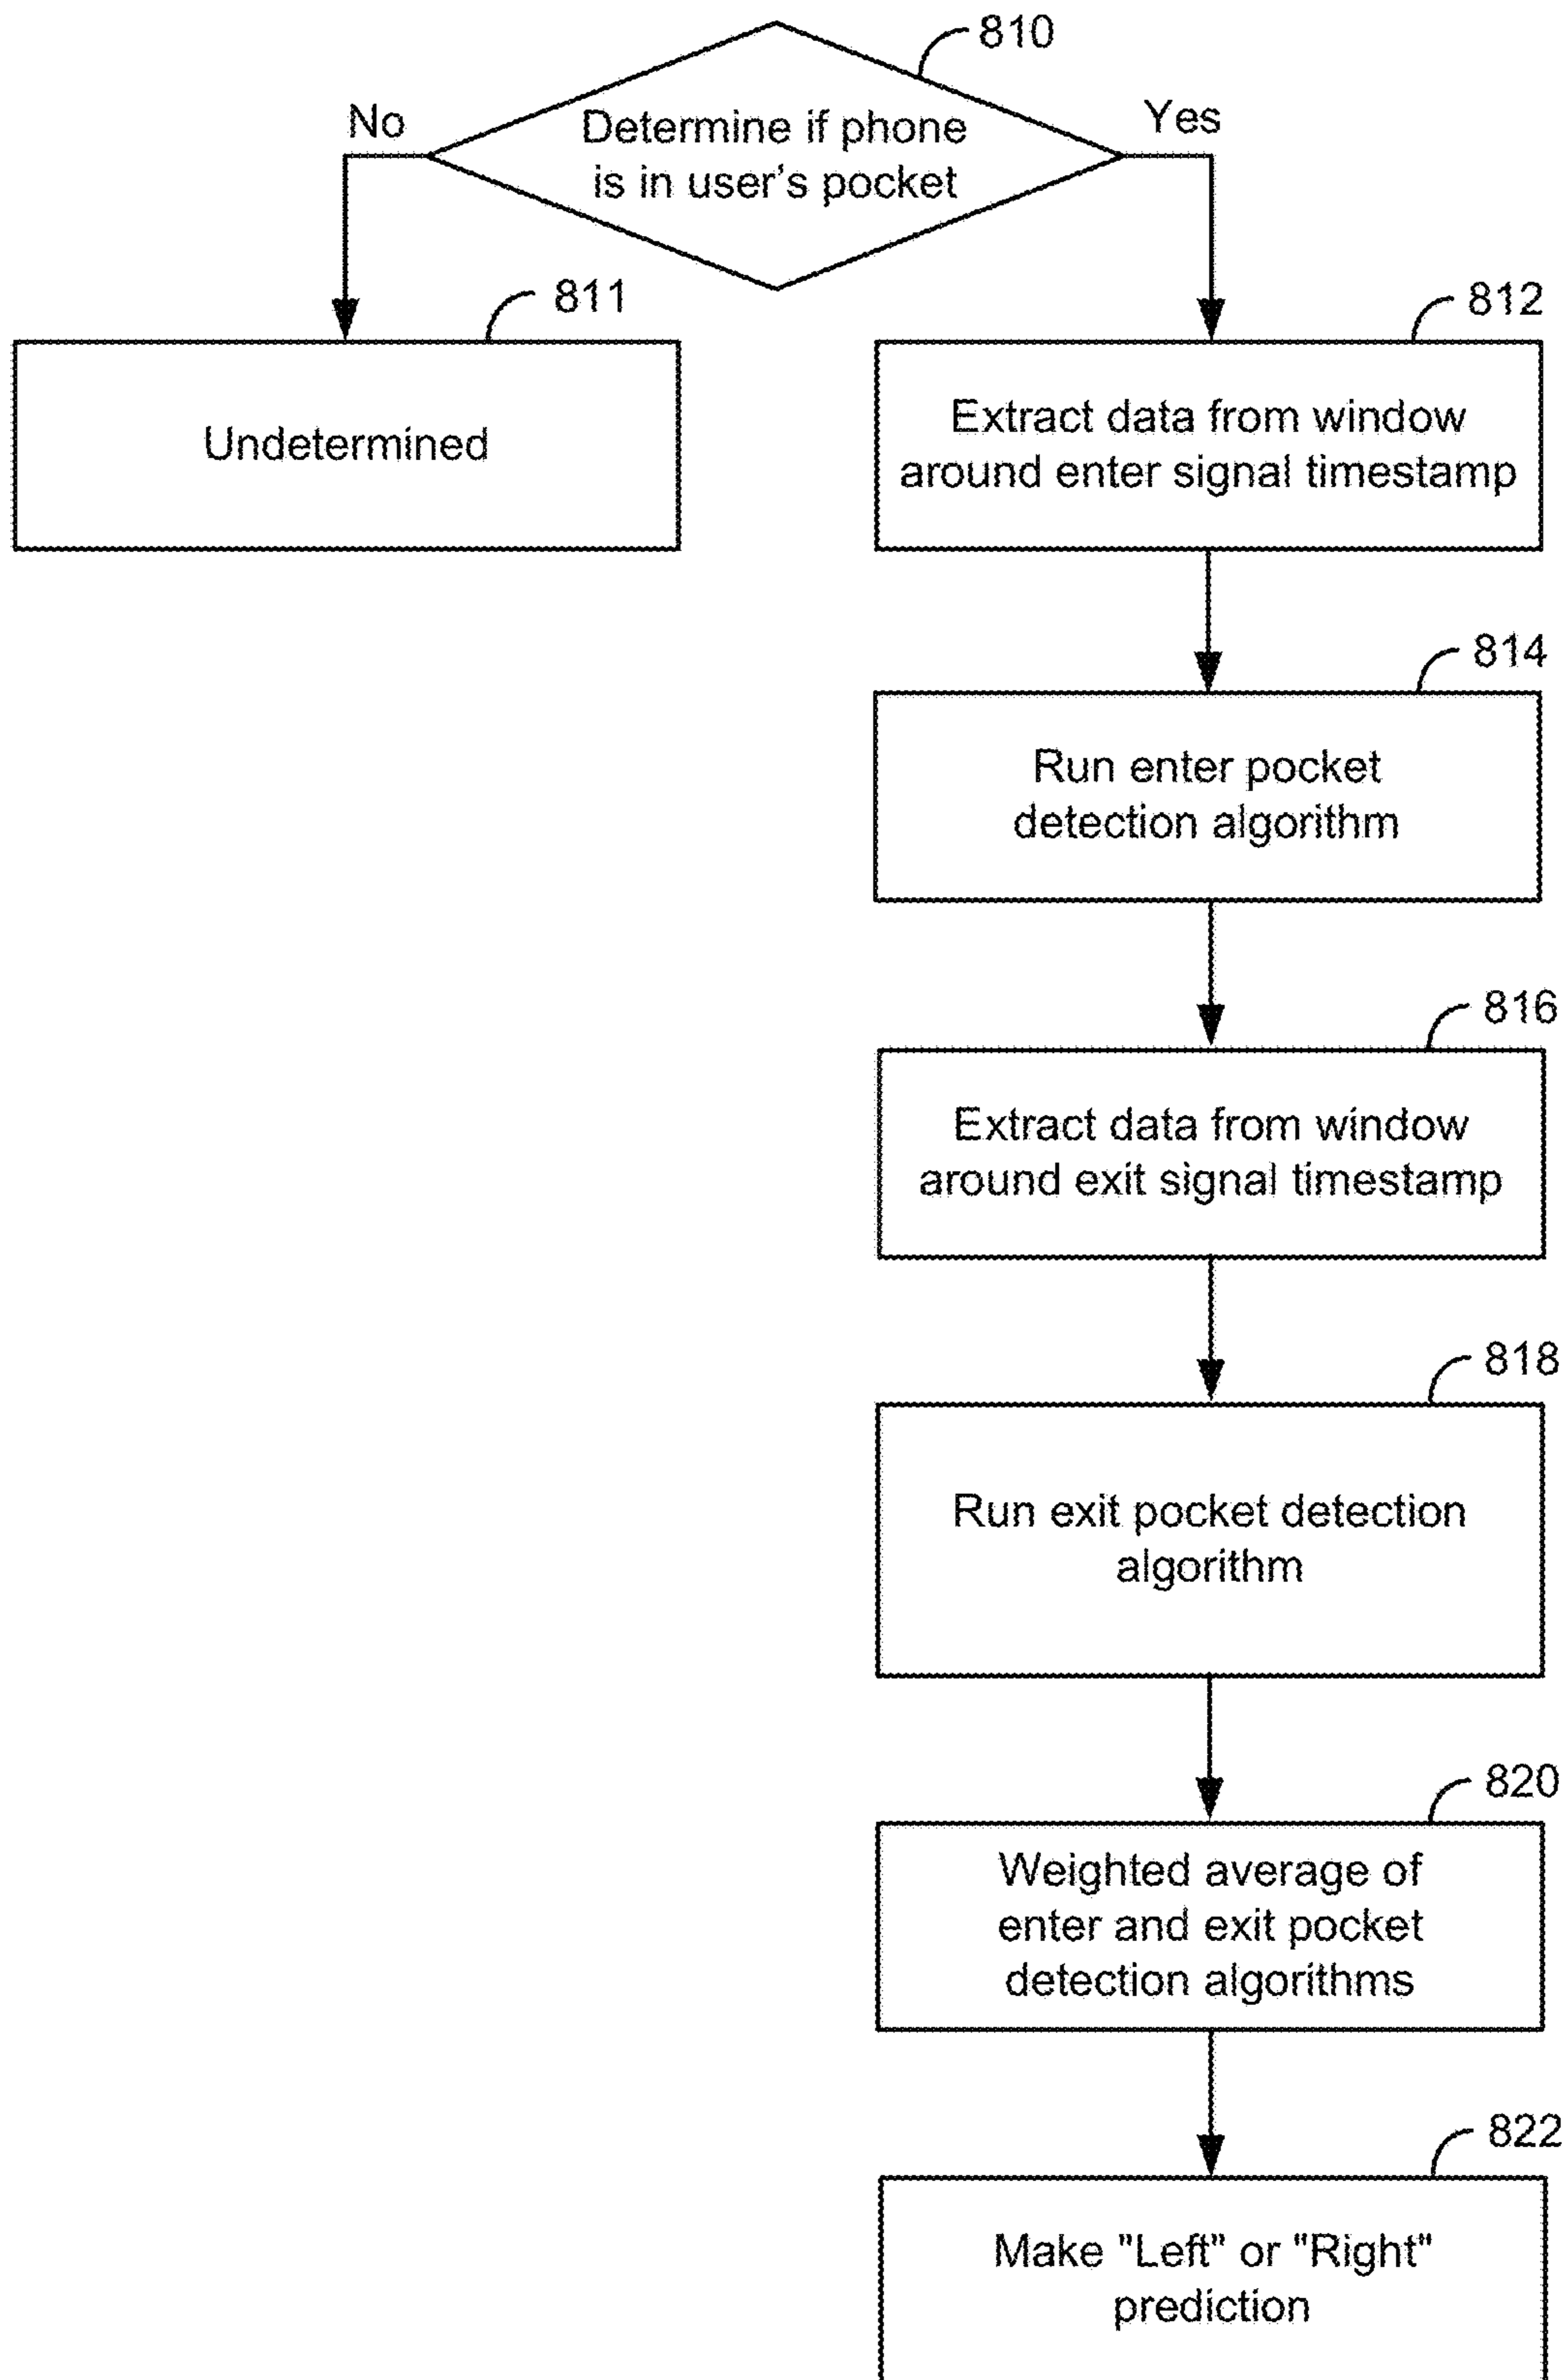 810
No
Determine if phone
is in user's pocket
Yes
811
Undetermined
812
Extract data from window
around enter signal timestamp
814
Run enter pocket
detection algorithm
816
Extract data from window
around exit signal timestamp
818
Run exit pocket detection
algorithm
820
Weighted average of
enter and exit pocket
detection algorithms
822
Make "Left" or "Right"
prediction